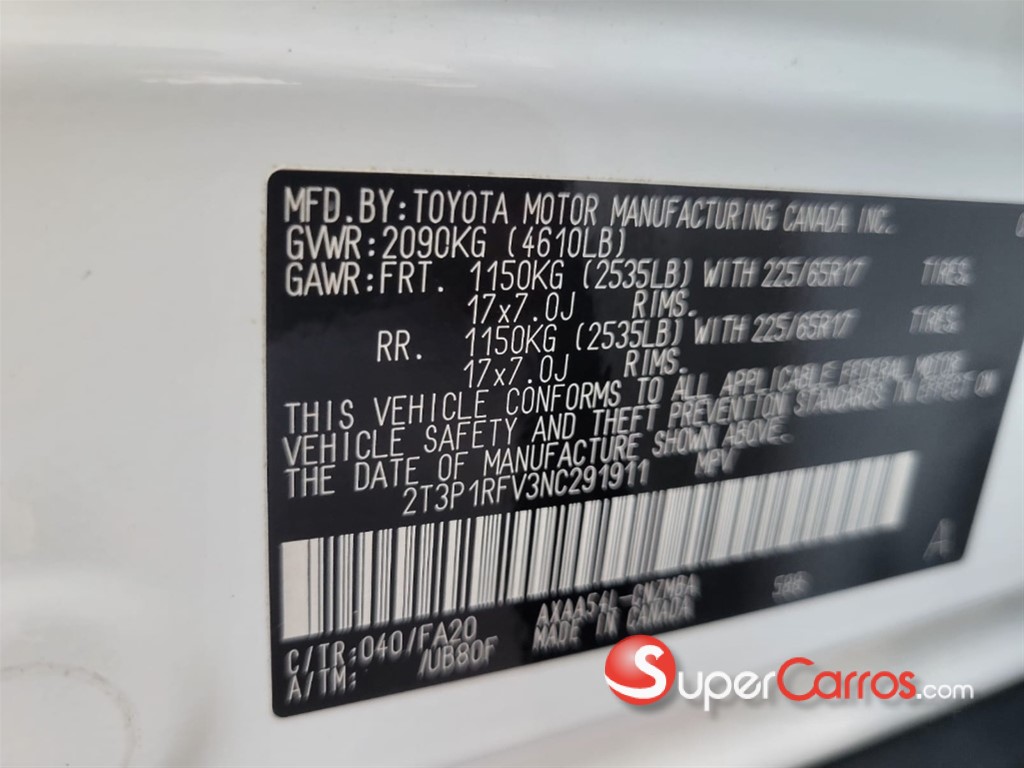 MFD.BY:TOYOTA MOTOR MANUFACTURING CANADA INC.
GVWR:2090KG (4610LB)
GAWR:FRT. 1150KG (2535LB) WITH 225/65R17 TIRES.
17x7.0J RIMS.
RR. 1150KG (2535LB) WITH 225/65R17 TIRES.
17x7.0J RIMS.
THIS VEHICLE CONFORMS TO ALL APPLICABLE FEDERAL MOTOR
VEHICLE SAFETY AND THEFT PREVENTION STANDARDS IN EFFECT ON
THE DATE OF MANUFACTURE SHOWN ABOVE.
2T3P1RFV3NC291911 MPV
A
C/TR:040/FA20
A/TM: /UB80F
MADE IN CANADA
SuperCarros.com